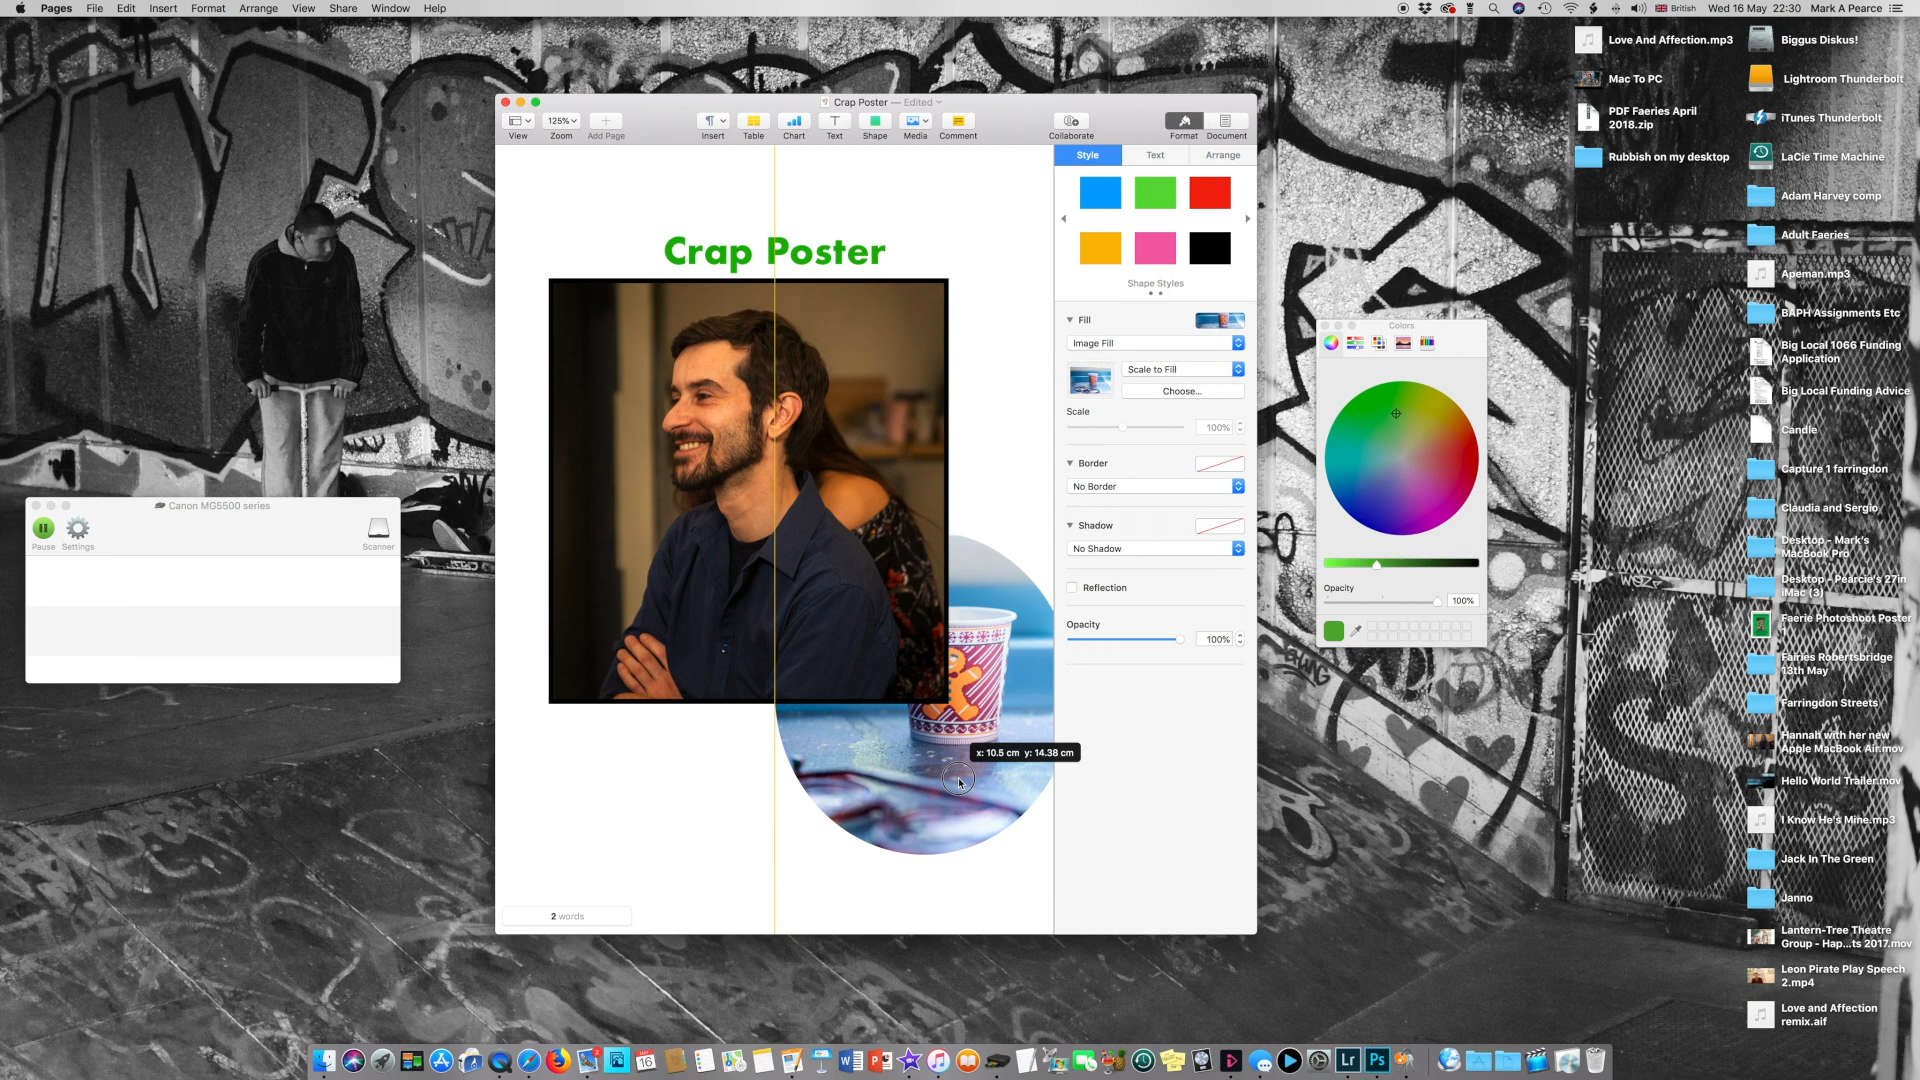 Pages File Edit Insert Format Arrange View Share Window Help
British Wed 16 May 22:30 Mark A Pearce
Crap Poster — Edited
125%
View Zoom Add Page Insert Table Chart Text Shape Media Comment Collaborate Format Document
Style Text Arrange
Shape Styles
Fill
Image Fill
Scale to Fill
Choose...
Scale
100%
Border
No Border
Shadow
No Shadow
Reflection
Opacity
100%
Crap Poster
x: 10.5 cm y: 14.38 cm
2 words
Canon MG5500 series
Pause Settings Scanner
Colors
Opacity
100%
Love And Affection.mp3
Mac To PC
PDF Faeries April
2018.zip
Rubbish on my desktop
Biggus Diskus!
Lightroom Thunderbolt
iTunes Thunderbolt
LaCie Time Machine
Adam Harvey comp
Adult Faeries
Apeman.mp3
BAPH Assignments Etc
Big Local 1066 Funding
Application
Big Local Funding Advice
Candle
Capture 1 farringdon
Claudia and Sergio
Desktop - Mark's
MacBook Pro
Desktop - Pearcie's 27in
iMac (3)
Faerie Photoshoot Poster
Fairies Robertsbridge
13th May
Farringdon Streets
Hannah with her new
Apple MacBook Air.mov
Hello World Trailer.mov
I Know He's Mine.mp3
Jack In The Green
Janno
Lantern-Tree Theatre
Group - Hap...ts 2017.mov
Leon Pirate Play Speech
2.mp4
Love and Affection
remix.aif
16
Lr
Ps